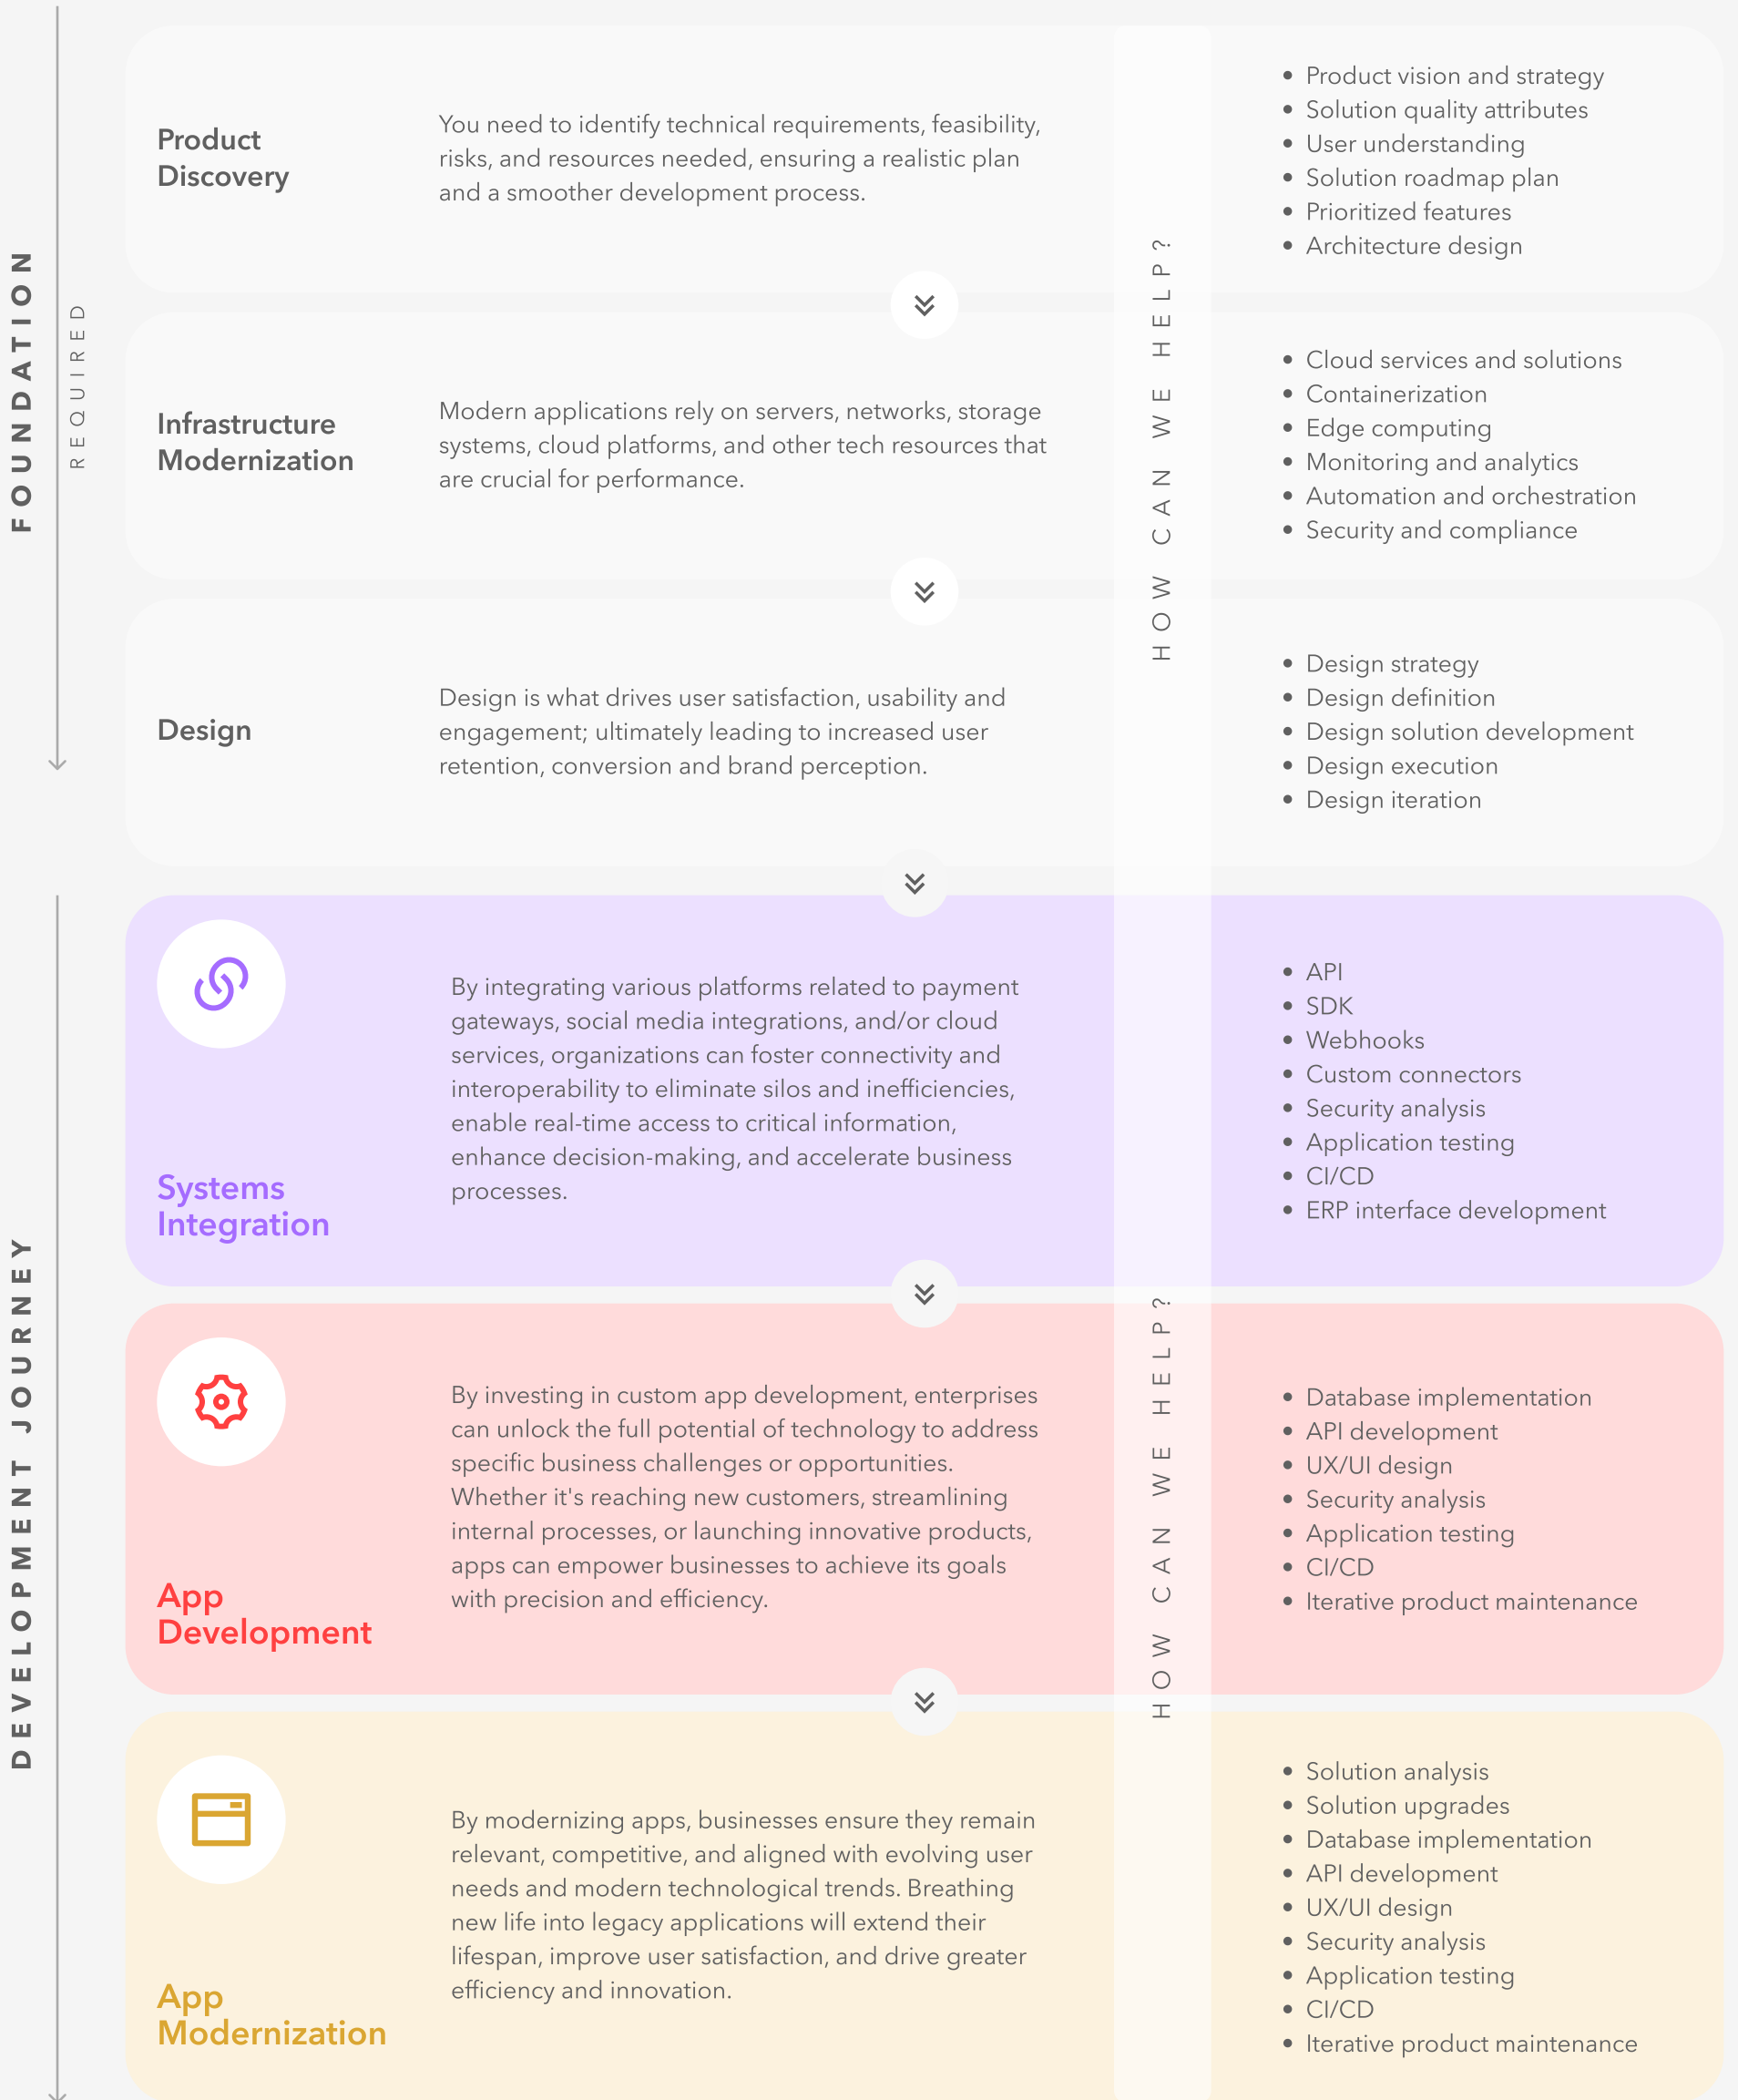 FOUNDATION
REQUIRED
Product
Discovery
You need to identify technical requirements, feasibility,
risks, and resources needed, ensuring a realistic plan
and a smoother development process.
HOW CAN WE HELP?
• Product vision and strategy
• Solution quality attributes
• User understanding
• Solution roadmap plan
• Prioritized features
• Architecture design
Infrastructure
Modernization
Modern applications rely on servers, networks, storage
systems, cloud platforms, and other tech resources that
are crucial for performance.
• Cloud services and solutions
• Containerization
• Edge computing
• Monitoring and analytics
• Automation and orchestration
• Security and compliance
Design
Design is what drives user satisfaction, usability and
engagement; ultimately leading to increased user
retention, conversion and brand perception.
• Design strategy
• Design definition
• Design solution development
• Design execution
• Design iteration
DEVELOPMENT JOURNEY
Systems
Integration
By integrating various platforms related to payment
gateways, social media integrations, and/or cloud
services, organizations can foster connectivity and
interoperability to eliminate silos and inefficiencies,
enable real-time access to critical information,
enhance decision-making, and accelerate business
processes.
• API
• SDK
• Webhooks
• Custom connectors
• Security analysis
• Application testing
• CI/CD
• ERP interface development
HOW CAN WE HELP?
App
Development
By investing in custom app development, enterprises
can unlock the full potential of technology to address
specific business challenges or opportunities.
Whether it's reaching new customers, streamlining
internal processes, or launching innovative products,
apps can empower businesses to achieve its goals
with precision and efficiency.
• Database implementation
• API development
• UX/UI design
• Security analysis
• Application testing
• CI/CD
• Iterative product maintenance
App
Modernization
By modernizing apps, businesses ensure they remain
relevant, competitive, and aligned with evolving user
needs and modern technological trends. Breathing
new life into legacy applications will extend their
lifespan, improve user satisfaction, and drive greater
efficiency and innovation.
• Solution analysis
• Solution upgrades
• Database implementation
• API development
• UX/UI design
• Security analysis
• Application testing
• CI/CD
• Iterative product maintenance